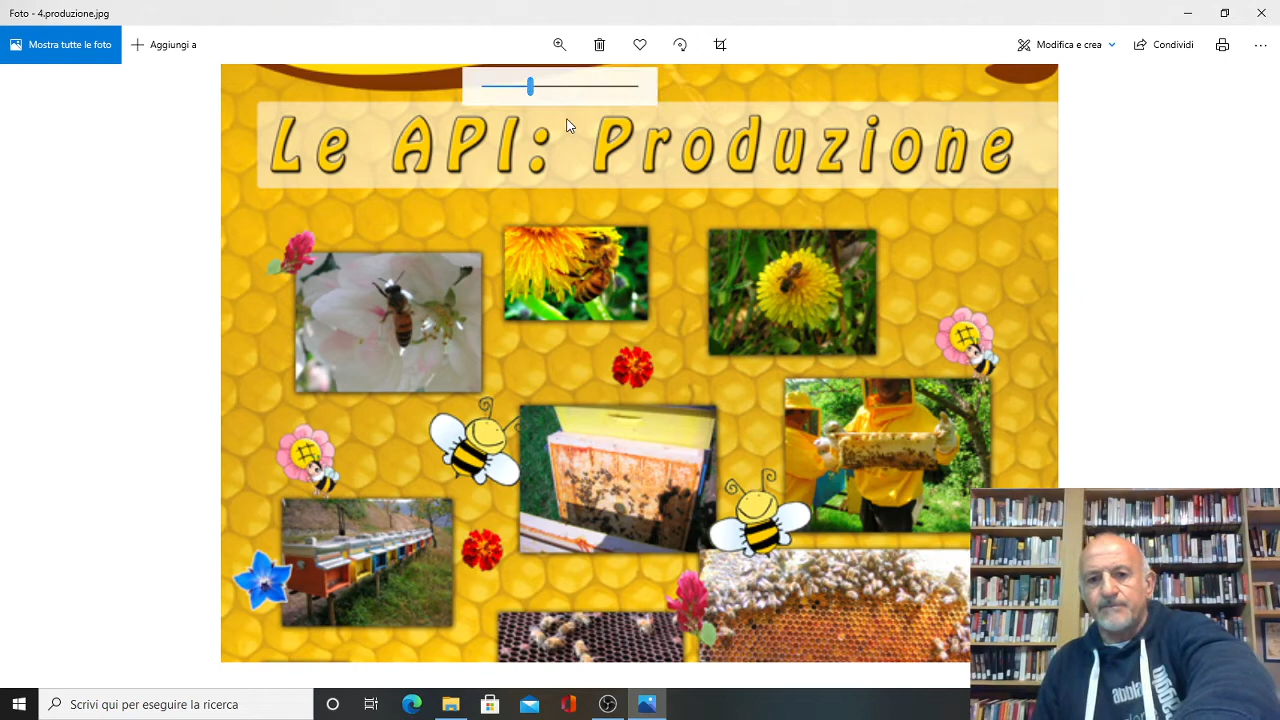 Foto - 4.produzione.jpg
Mostra tutte le foto
Aggiungi a
Modifica e crea
Condividi
Le API: Produzione
Scrivi qui per eseguire la ricerca